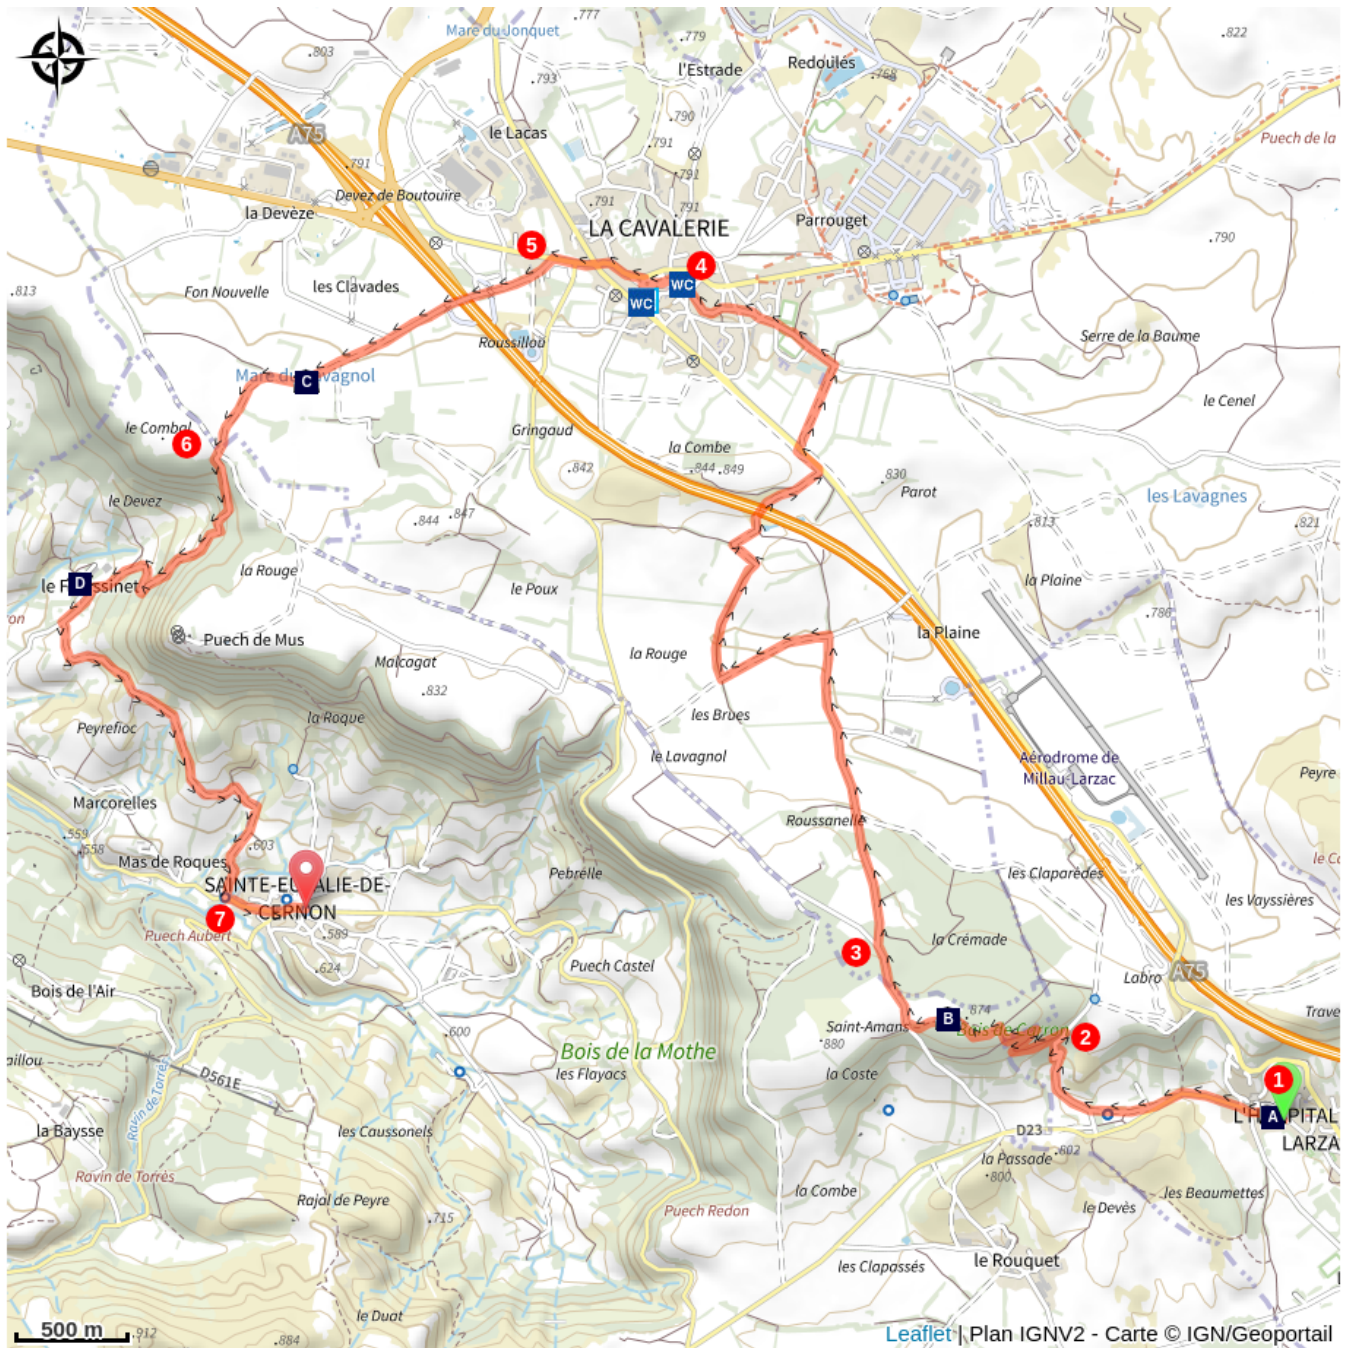 Mare du Jonquet
.777
.779
.822
.803
l'Estrade
Redoulés
.768
.793
.790
A75
le Lacas
.791
Puech de la
.791
.791
Devez de Boutouïre
.791
.791
la Devèze
LA CAVALERIE
Parrouget
5
.790
4
.813
Fon Nouvelle
les Clavades
WC
WC
Roussillou
Serre de la Baume
C
le Cenel
le Combal
6
Gringaud
la Combe
.842
.844
.849
.830
Parot
le Devez
les Lavagnes
.844
.847
.813
.821
la Rouge
la Plaine
D
le Poux
.786
Puech de Mus
la Plaine
la Rouge
Malcagat
.832
Peyrefioc
la Roque
les Brues
le Lavagnol
Aérodrome de
Millau-Larzac
Peyre
Marcorelles
Roussanelle
.559
.558
.603
Mas de Roques
Pebrelle
les Claparèdes
SAINTE-EULALIE-DE-
CERNON
les Vayssières
7
Puech Aubert
.589
la Crémade
3
.624
Puech Castel
Labro
A75
Bois de l'Air
.874
Trave
B
Saint-Amans
2
.600
.880
Bois de la Mothe
les Flayacs
la Coste
D561E
1
Ravin de Torrès
A
la Baysse
les Caussonels
D23
LARZA
la Passade
.802
.800
Ravin de Torrès
la Combe
les Beaumettes
Rajal de Peyre
le Devès
.715
Puech Redon
les Clapassés
le Rouquet
le Duat
500 m
.912
.884
Leaflet | Plan IGNV2 - Carte © IGN/Geoportail